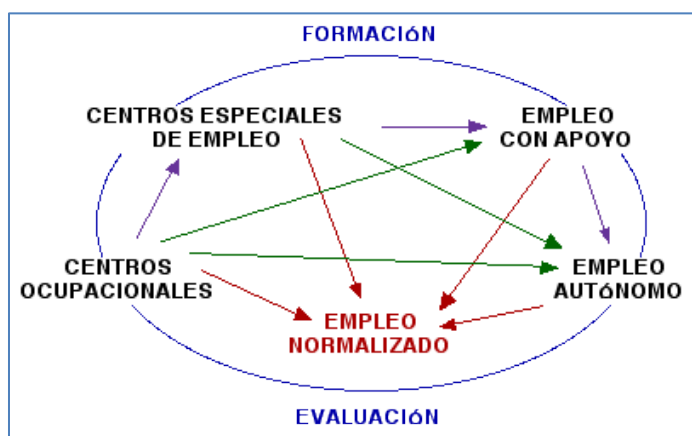 FORMACIóN
CENTROS ESPECIALES
DE EMPLEO
EMPLEO
CON APOYO
CENTROS
OCUPACIONALES
EMPLEO
AUTóNOMO
EMPLEO
NORMALIZADO
EVALUACIóN